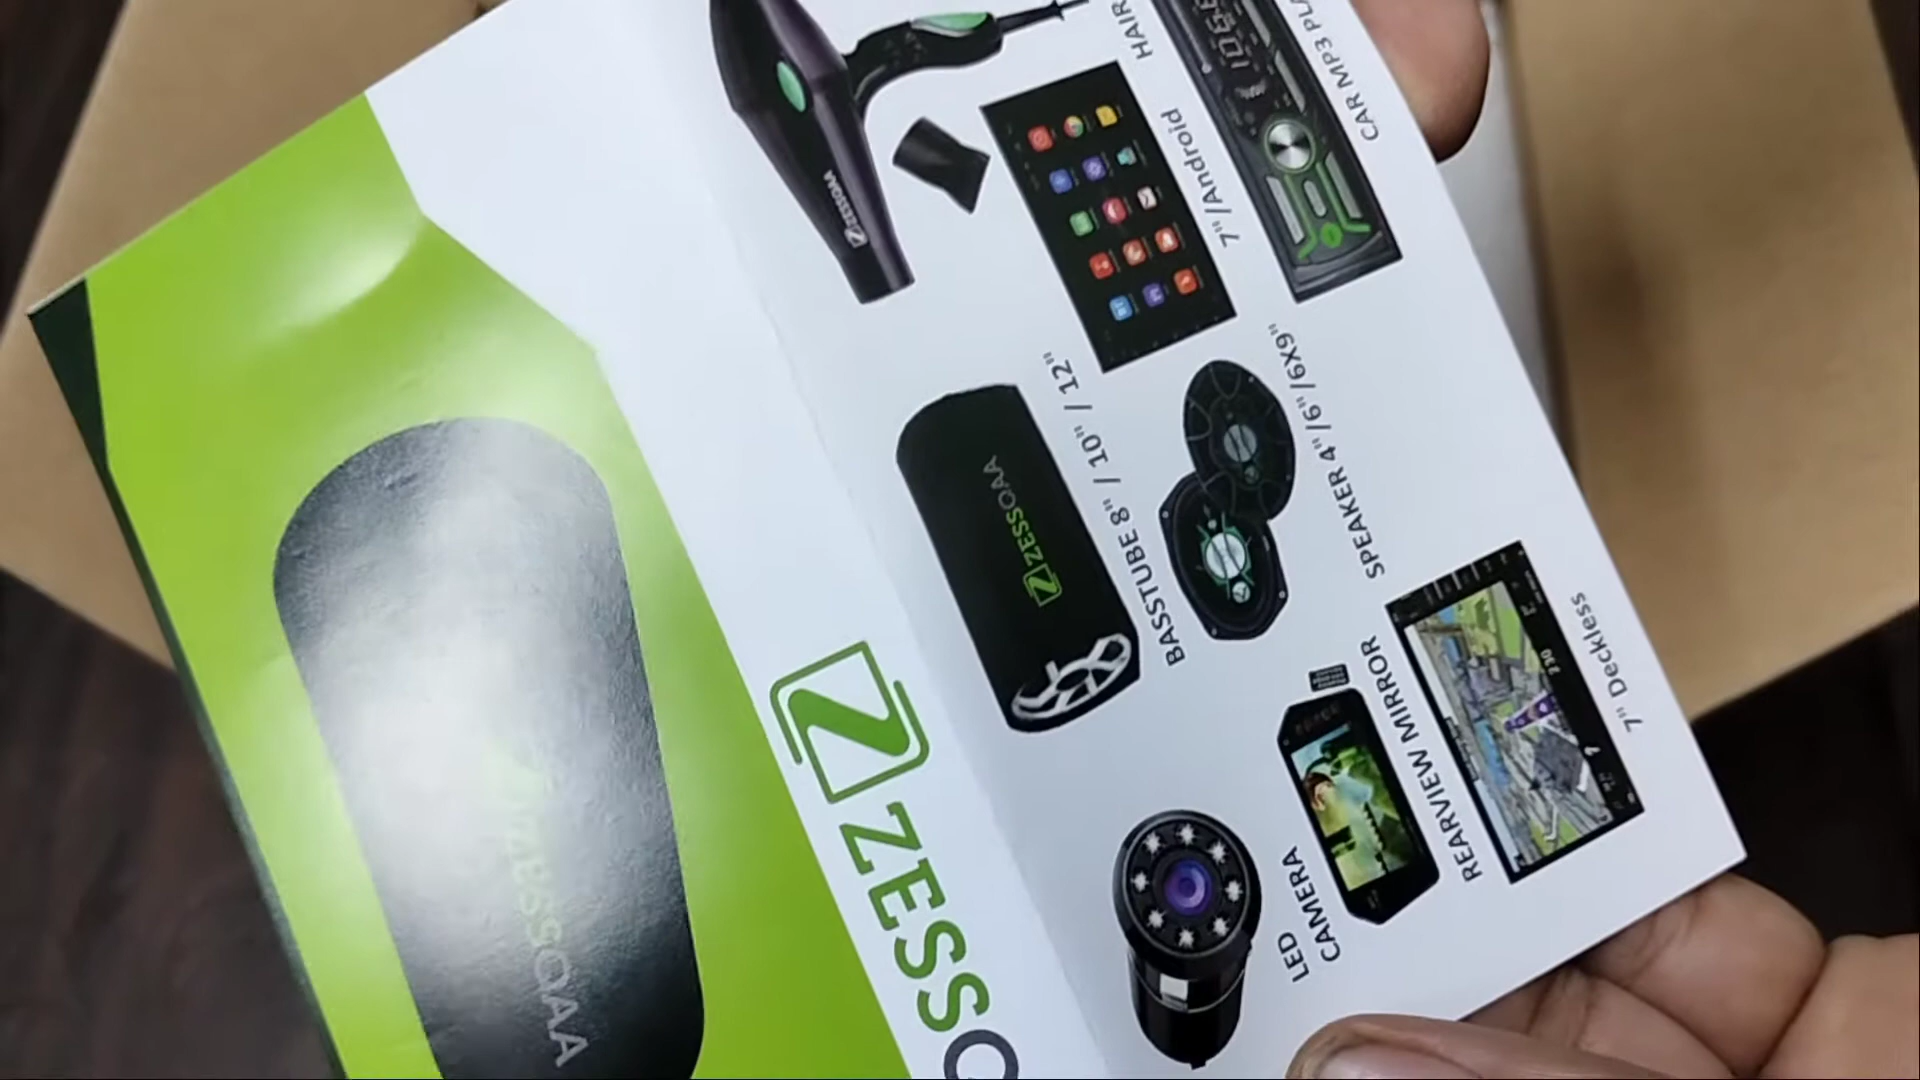 HAIR
ZESSOAA
7"/Android
CAR MP3 PLA
BASSTUBE 8" / 10" / 12"
ZESSOAA
SPEAKER 4"/6"/6X9"
7" Deckless
REARVIEW MIRROR
LED
CAMERA
ZESSO
ZESSOAA